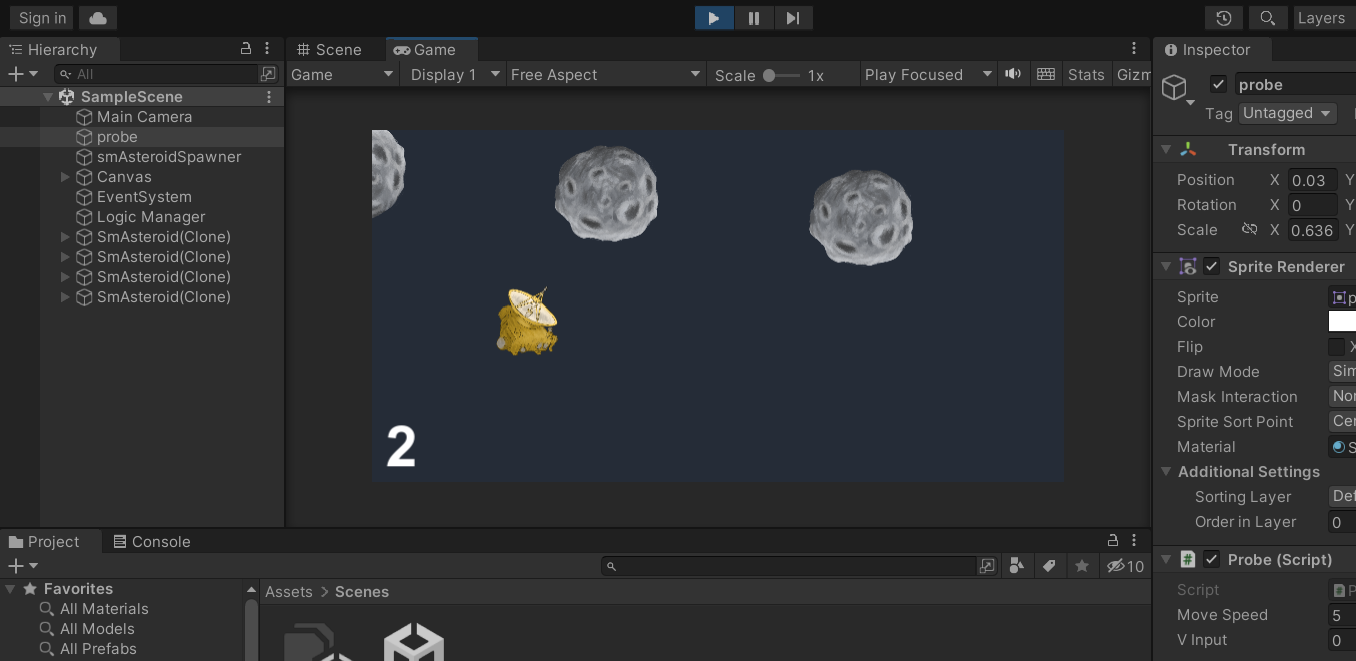 Sign in
Layers
Hierarchy
Scene
Game
Inspector
All
Game
Display 1
Free Aspect
Scale
1x
Play Focused
Stats
Gizm
probe
Tag
Untagged
SampleScene
Main Camera
probe
smAsteroidSpawner
Canvas
EventSystem
Logic Manager
SmAsteroid(Clone)
SmAsteroid(Clone)
SmAsteroid(Clone)
SmAsteroid(Clone)
2
Transform
Position X 0.03 Y
Rotation X 0 Y
Scale X 0.636 Y
Sprite Renderer
Sprite p
Color
Flip X
Draw Mode Sim
Mask Interaction Non
Sprite Sort Point Cen
Material S
Additional Settings
Sorting Layer Def
Order in Layer 0
Probe (Script)
Script P
Move Speed 5
V Input 0
Project
Console
10
Favorites
All Materials
All Models
All Prefabs
Assets > Scenes